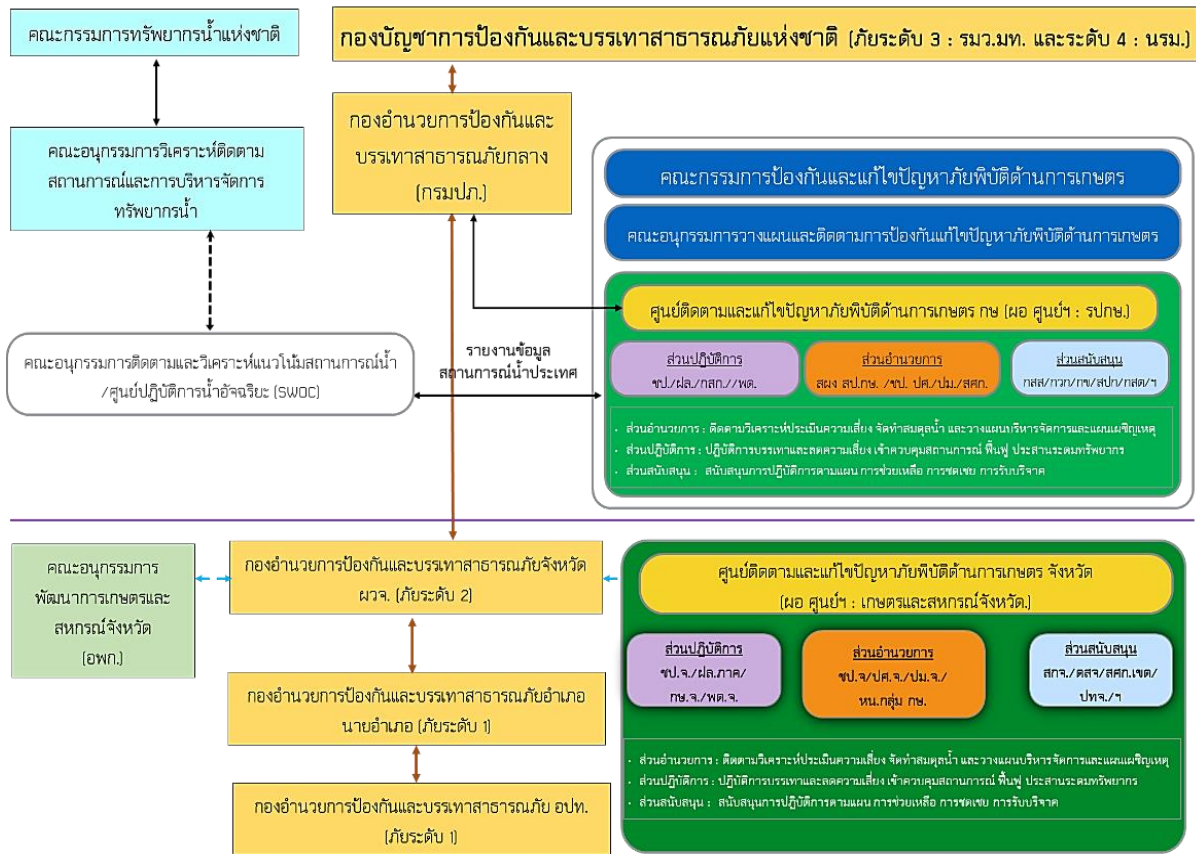 คณะกรรมการทรัพยากรน้ำแห่งชาติ
กองบัญชาการป้องกันและบรรเทาสาธารณภัยแห่งชาติ (ภัยระดับ 3 : รมว.มท. และระดับ 4 : นรม.)
คณะอนุกรรมการวิเคราะห์ติดตาม
สถานการณ์และการบริหารจัดการ
ทรัพยากรน้ำ
กองอำนวยการป้องกันและ
บรรเทาสาธารณภัยกลาง
(กรมปภ.)
คณะกรรมการป้องกันและแก้ไขปัญหาภัยพิบัติด้านการเกษตร
คณะอนุกรรมการวางแผนและติดตามการป้องกันแก้ไขปัญหาภัยพิบัติด้านการเกษตร
ศูนย์ติดตามและแก้ไขปัญหาภัยพิบัติด้านการเกษตร กษ (ผอ ศูนย์ฯ : รปกษ.)
คณะอนุกรรมการติดตามและวิเคราะห์แนวโน้มสถานการณ์น้ำ
/ศูนย์ปฏิบัติการน้ำอัจฉริยะ (SWOC)
รายงานข้อมูล
สถานการณ์น้ำประเทศ
ส่วนปฏิบัติการ
ชป./ฝล./กสก.//พด.
ส่วนอำนวยการ
สผง สป.กษ. /ชป. ปศ./ปม./สศก.
ส่วนสนับสนุน
กสส/กวก/กข/สปก/กสต/ฯ
- ส่วนอำนวยการ : ติดตามวิเคราะห์ประเมินความเสี่ยง จัดทำสมดุลน้ำ และวางแผนบริหารจัดการและแผนเผชิญเหตุ
- ส่วนปฏิบัติการ : ปฏิบัติการบรรเทาและลดความเสี่ยง เข้าควบคุมสถานการณ์ ฟื้นฟู ประสานระดมทรัพยากร
- ส่วนสนับสนุน : สนับสนุนการปฏิบัติการตามแผน การช่วยเหลือ การชดเชย การรับบริจาค
คณะอนุกรรมการ
พัฒนาการเกษตรและ
สหกรณ์จังหวัด
(อพก.)
กองอำนวยการป้องกันและบรรเทาสาธารณภัยจังหวัด
ผวจ. (ภัยระดับ 2)
กองอำนวยการป้องกันและบรรเทาสาธารณภัยอำเภอ
นายอำเภอ (ภัยระดับ 1)
กองอำนวยการป้องกันและบรรเทาสาธารณภัย อปท.
(ภัยระดับ 1)
ศูนย์ติดตามและแก้ไขปัญหาภัยพิบัติด้านการเกษตร จังหวัด
(ผอ ศูนย์ฯ : เกษตรและสหกรณ์จังหวัด.)
ส่วนปฏิบัติการ
ชป.จ./ฝล.ภาค/
กษ.จ./พด.จ.
ส่วนอำนวยการ
ชป.จ/ปศ.จ./ปม.จ./
หน.กลุ่ม กษ.
ส่วนสนับสนุน
สกจ./ตสจ/สศก.เขต/
ปทจ./ฯ
- ส่วนอำนวยการ : ติดตามวิเคราะห์ประเมินความเสี่ยง จัดทำสมดุลน้ำ และวางแผนบริหารจัดการและแผนเผชิญเหตุ
- ส่วนปฏิบัติการ : ปฏิบัติการบรรเทาและลดความเสี่ยง เข้าควบคุมสถานการณ์ ฟื้นฟู ประสานระดมทรัพยากร
- ส่วนสนับสนุน : สนับสนุนการปฏิบัติการตามแผน การช่วยเหลือ การชดเชย การรับบริจาค